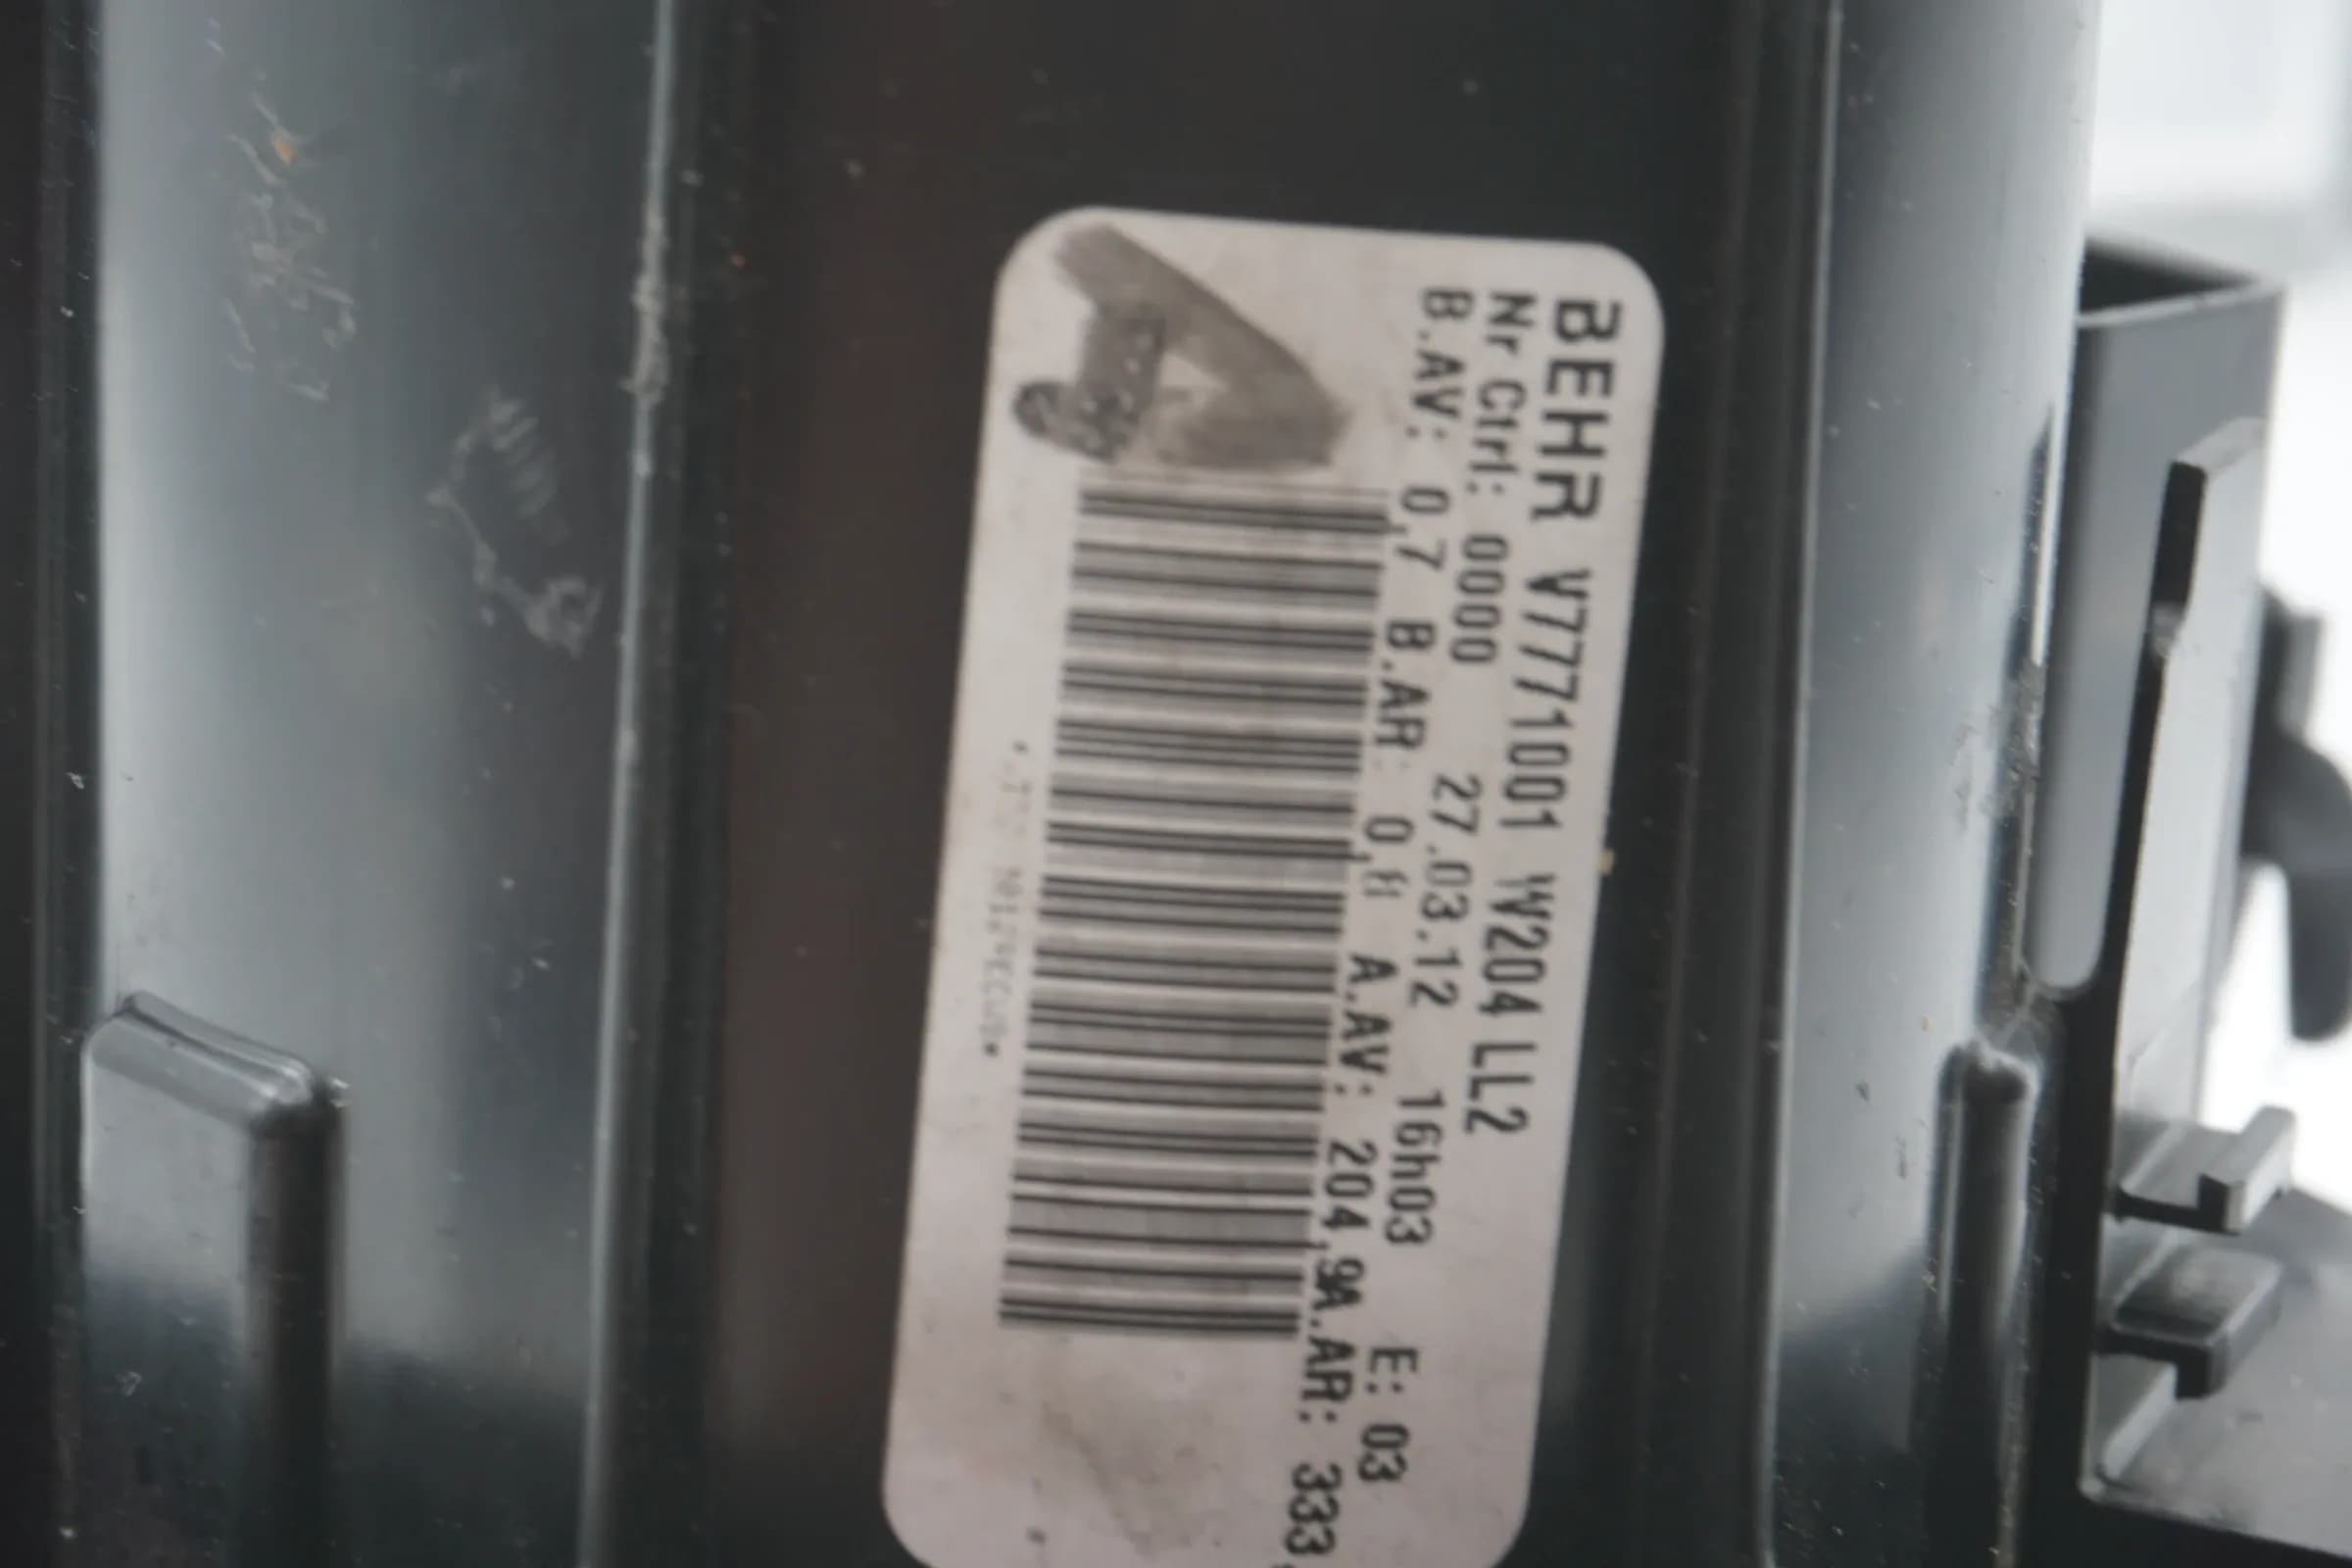 BEHR V7771001 W204 LL2
Nr Ctrl: 0000 27.03.12 16h03 E: 03
B.AV: 0,7 B.AR: 0,8 A.AV: 204,9A.AR: 333,